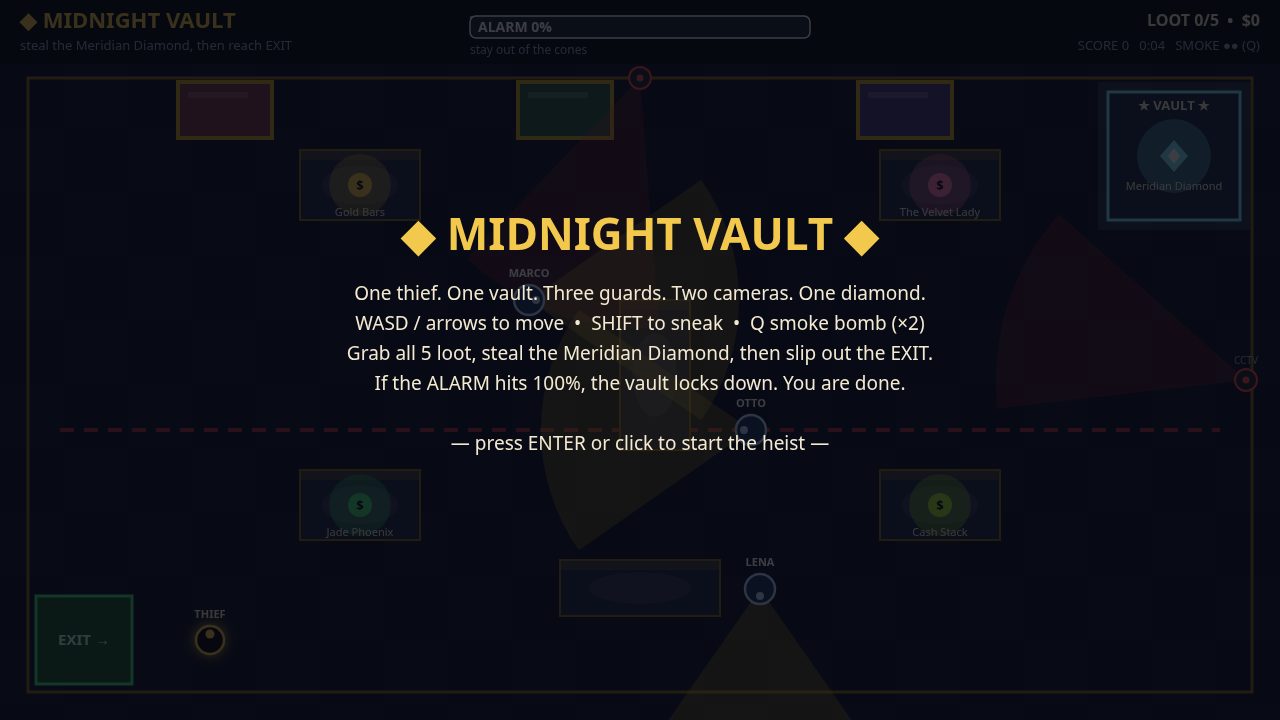 ◆ MIDNIGHT VAULT
steal the Meridian Diamond, then reach EXIT
ALARM 0%
stay out of the cones
LOOT 0/5 • $0
SCORE 0 0:04 SMOKE ●● (Q)
★ VAULT ★
Meridian Diamond
$
Gold Bars
$
The Velvet Lady
◆ MIDNIGHT VAULT ◆
MARCO
One thief. One vault. Three guards. Two cameras. One diamond.
WASD / arrows to move • SHIFT to sneak • Q smoke bomb (×2)
Grab all 5 loot, steal the Meridian Diamond, then slip out the EXIT.
CCTV
If the ALARM hits 100%, the vault locks down. You are done.
OTTO
— press ENTER or click to start the heist —
$
Jade Phoenix
$
Cash Stack
LENA
THIEF
EXIT →